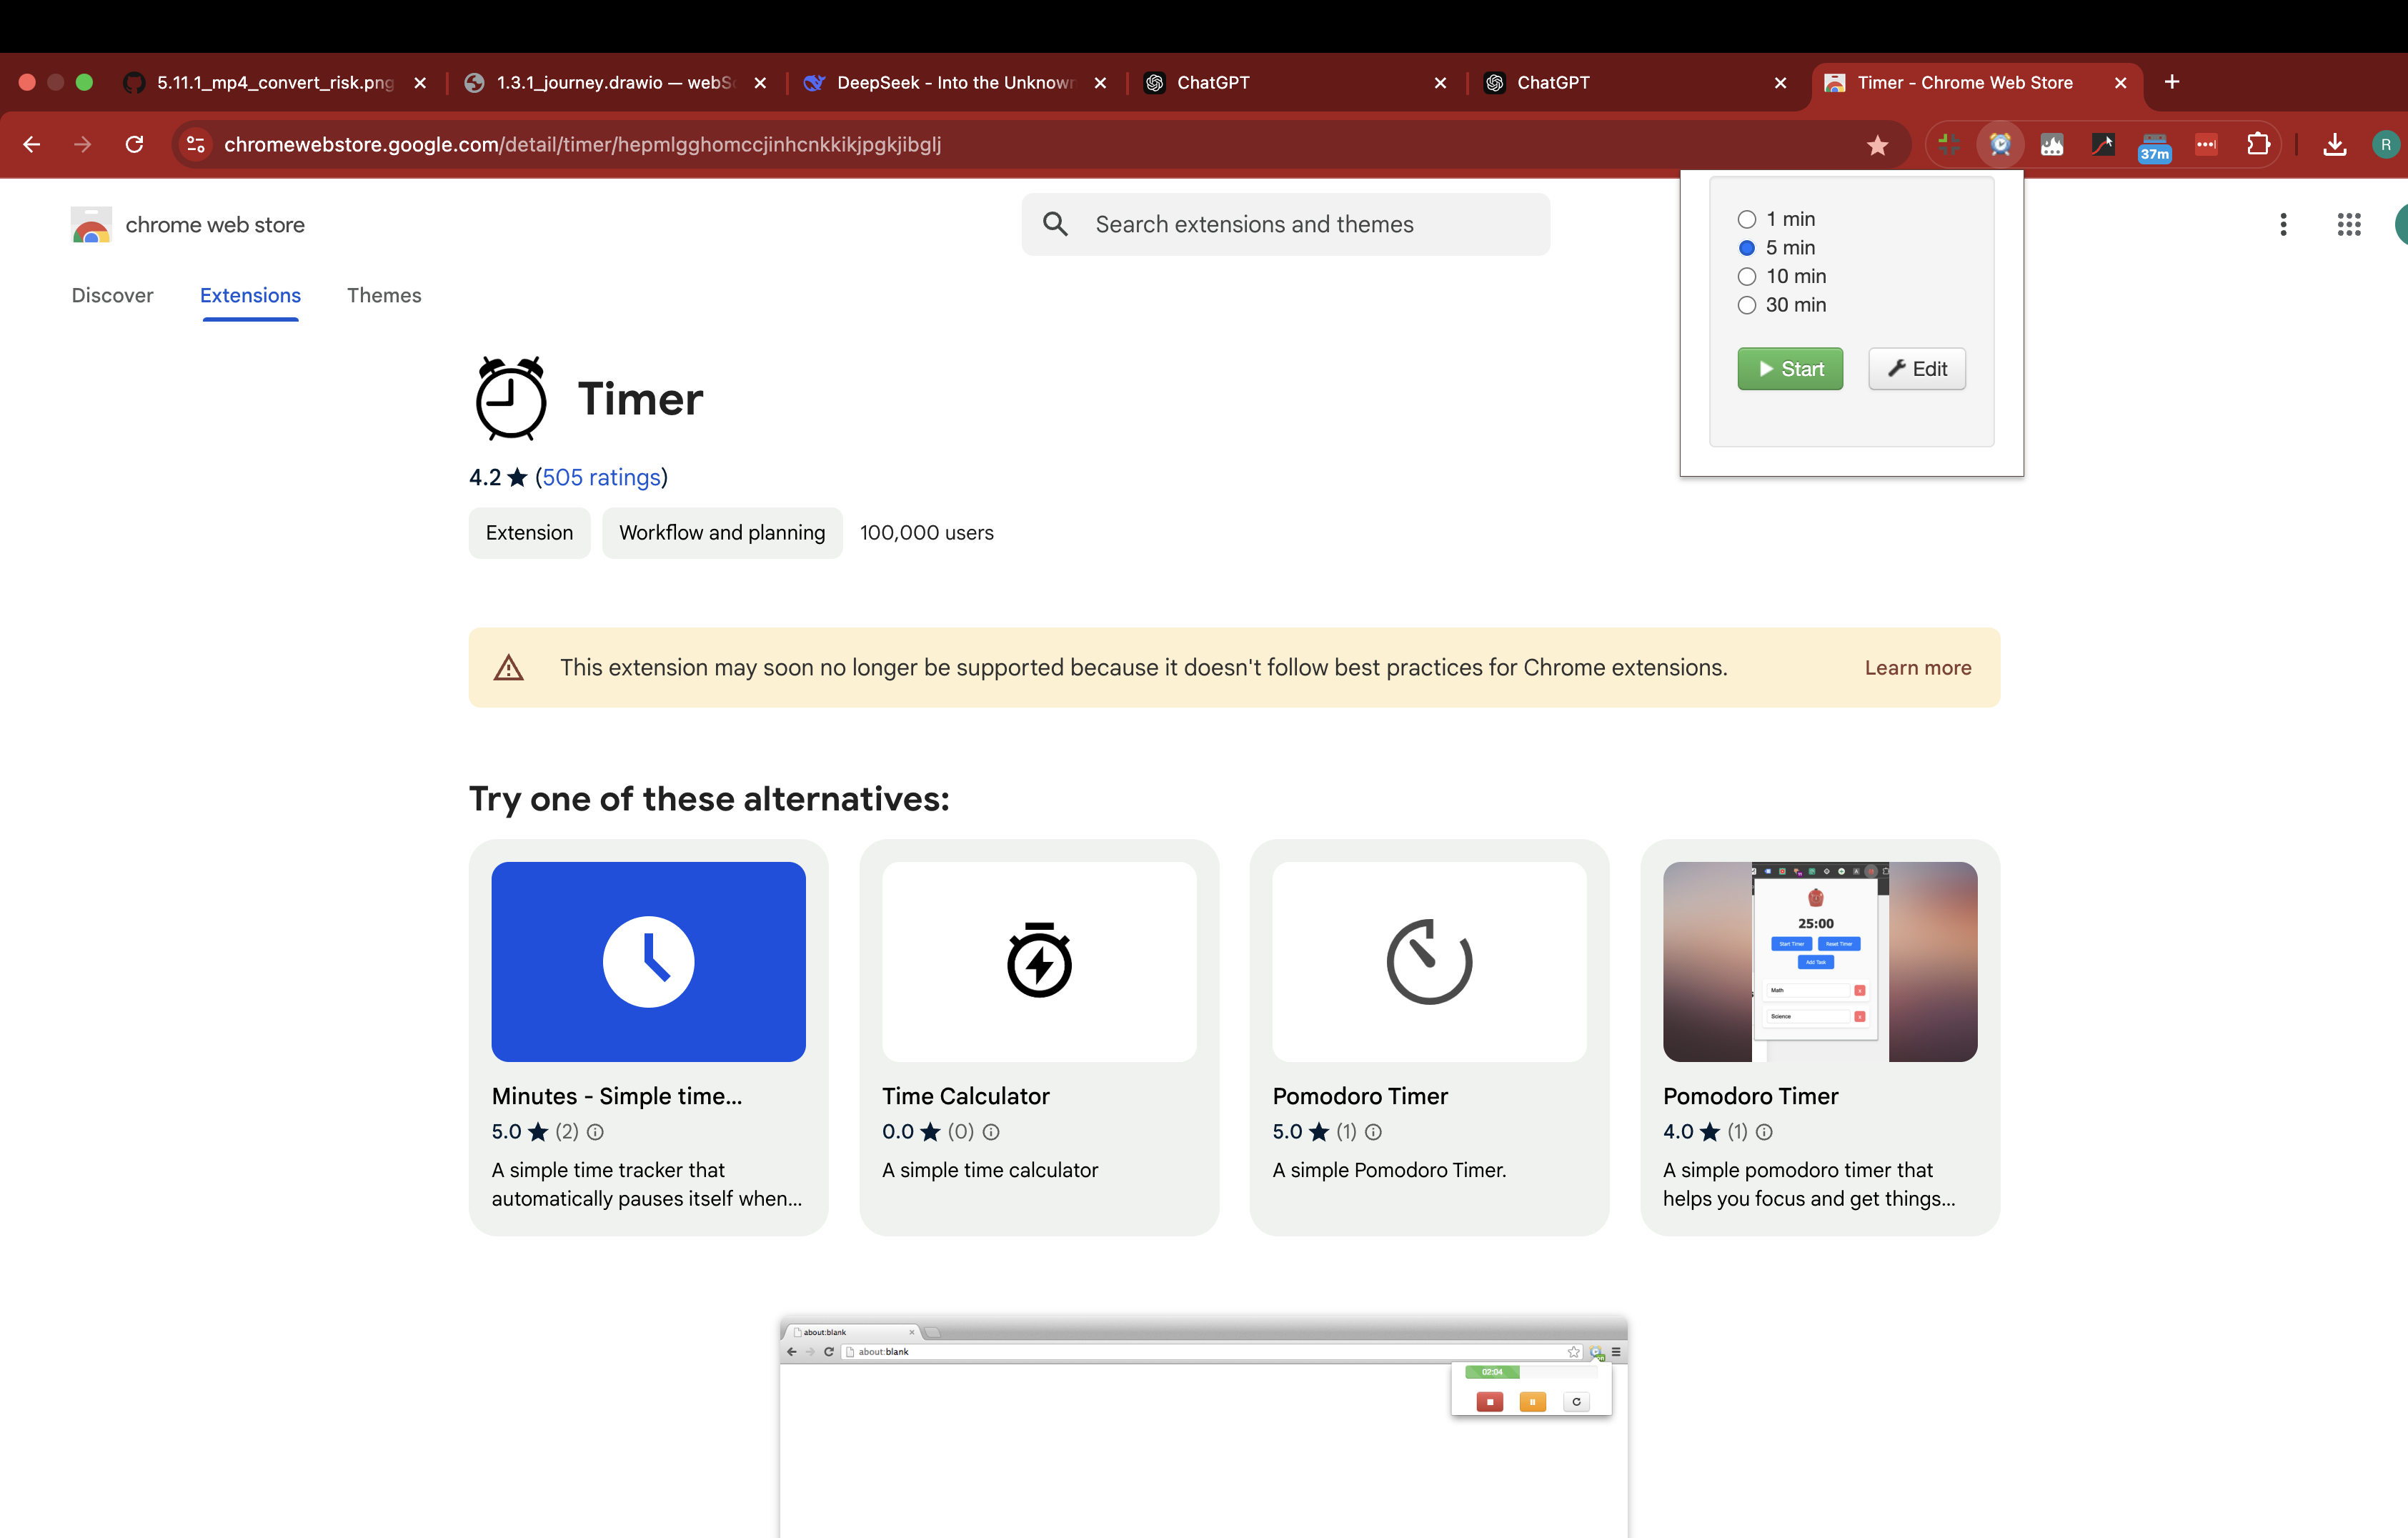 5.11.1_mp4_convert_risk.png
1.3.1_journey.drawio — webS
DeepSeek - Into the Unknown
ChatGPT
ChatGPT
Timer - Chrome Web Store
chromewebstore.google.com/detail/timer/hepmlgghomccjinhcnkkikjpgkjibglj
37m
R
chrome web store
Search extensions and themes
1 min
5 min
10 min
30 min
Start
Edit
Discover
Extensions
Themes
Timer
4.2 ★ (505 ratings)
Extension
Workflow and planning
100,000 users
This extension may soon no longer be supported because it doesn't follow best practices for Chrome extensions.
Learn more
Try one of these alternatives:
25:00
Start Timer
Reset Timer
Add Task
Math
x
Science
x
Minutes - Simple time...
5.0 ★ (2)
A simple time tracker that
automatically pauses itself when...
Time Calculator
0.0 ★ (0)
A simple time calculator
Pomodoro Timer
5.0 ★ (1)
A simple Pomodoro Timer.
Pomodoro Timer
4.0 ★ (1)
A simple pomodoro timer that
helps you focus and get things...
about:blank
about:blank
02:04